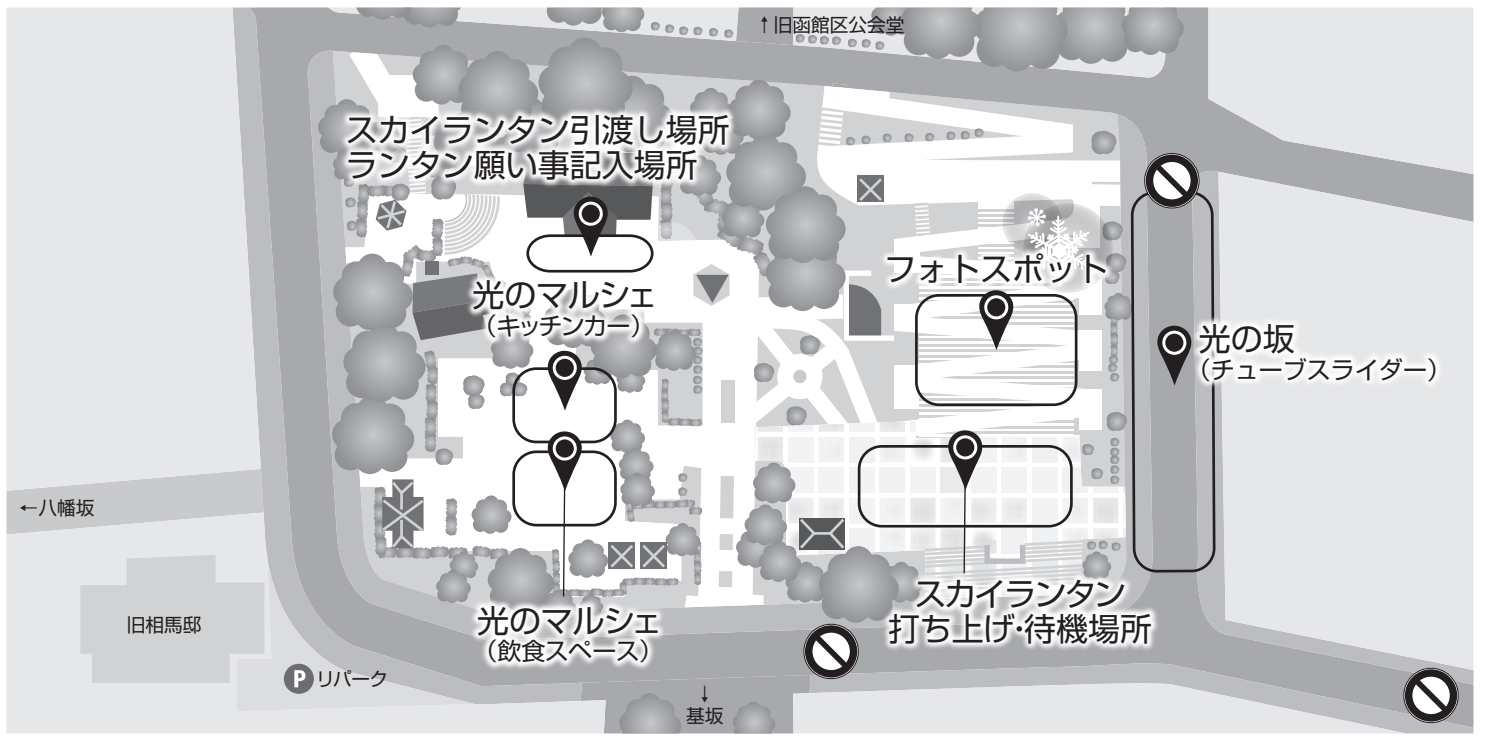 ↑旧函館区公会堂
スカイランタン引渡し場所
ランタン願い事記入場所
フォトスポット
光のマルシェ
（キッチンカー）
光の坂
（チューブスライダー）
←八幡坂
スカイランタン
打ち上げ・待機場所
光のマルシェ
（飲食スペース）
旧相馬邸
P リパーク
↓
基坂